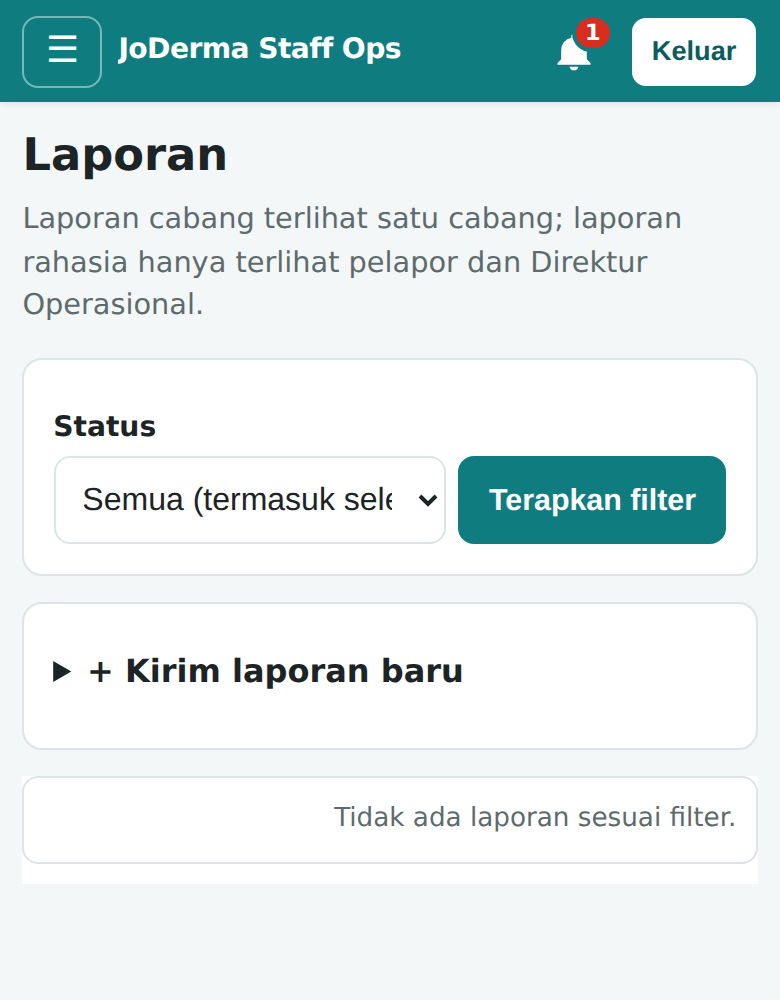 ☰ JoDerma Staff Ops 1 Keluar
Laporan
Laporan cabang terlihat satu cabang; laporan
rahasia hanya terlihat pelapor dan Direktur
Operasional.
Status
Semua (termasuk sele
Terapkan filter
+ Kirim laporan baru
Tidak ada laporan sesuai filter.